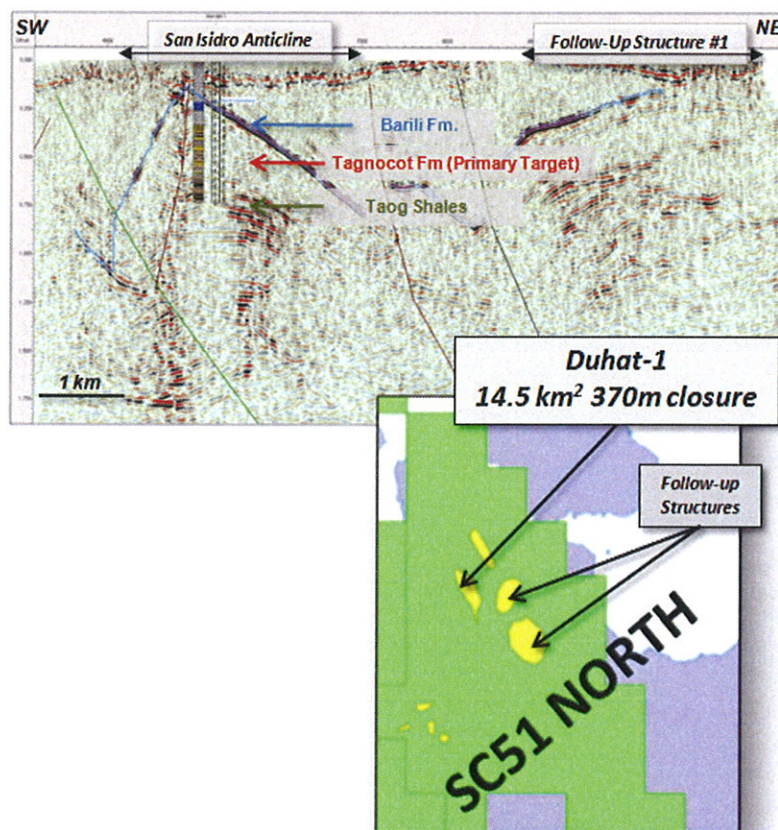 SW
San Isidro Anticline
Follow-Up Structure #1
NE
Barili Fm.
Tagnocot Fm (Primary Target)
Taog Shales
1 km
Duhat-1
14.5 km² 370m closure
Follow-up
Structures
SC51 NORTH